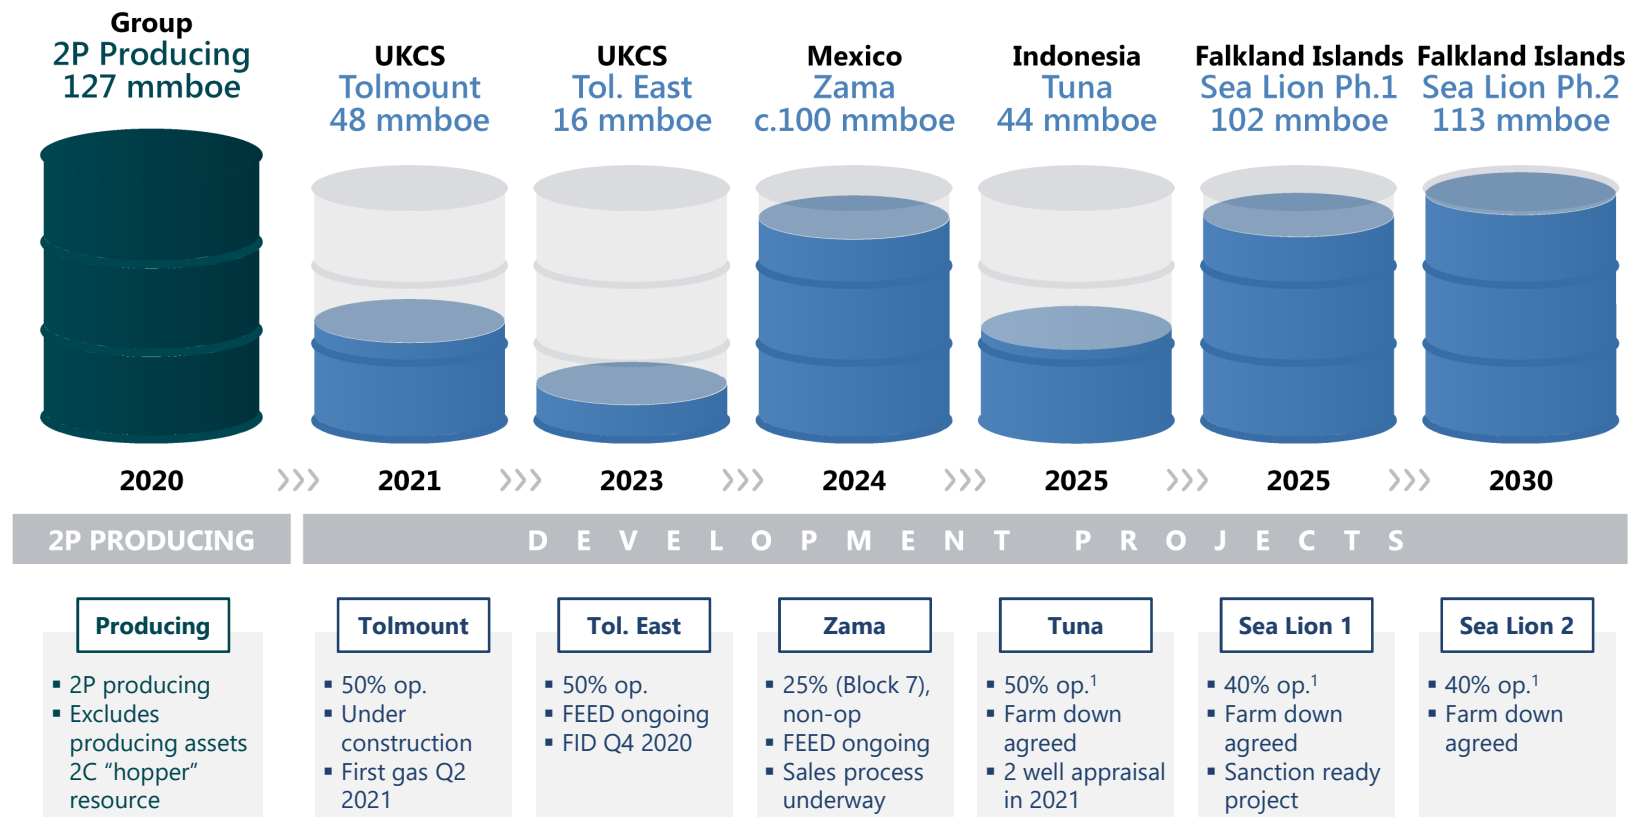 Group
2P Producing
127 mmboe
UKCS
Tolmount
48 mmboe
UKCS
Tol. East
16 mmboe
Mexico
Zama
c.100 mmboe
Indonesia
Tuna
44 mmboe
Falkland Islands
Sea Lion Ph.1
102 mmboe
Falkland Islands
Sea Lion Ph.2
113 mmboe
2020
2021
2023
2024
2025
2025
2030
2P PRODUCING
DEVELOPMENT PROJECTS
Producing
▪ 2P producing
▪ Excludes
producing assets
2C “hopper”
resource
Tolmount
▪ 50% op.
▪ Under
construction
▪ First gas Q2
2021
Tol. East
▪ 50% op.
▪ FEED ongoing
▪ FID Q4 2020
Zama
▪ 25% (Block 7),
non-op
▪ FEED ongoing
▪ Sales process
underway
Tuna
▪ 50% op.¹
▪ Farm down
agreed
▪ 2 well appraisal
in 2021
Sea Lion 1
▪ 40% op.¹
▪ Farm down
agreed
▪ Sanction ready
project
Sea Lion 2
▪ 40% op.¹
▪ Farm down
agreed